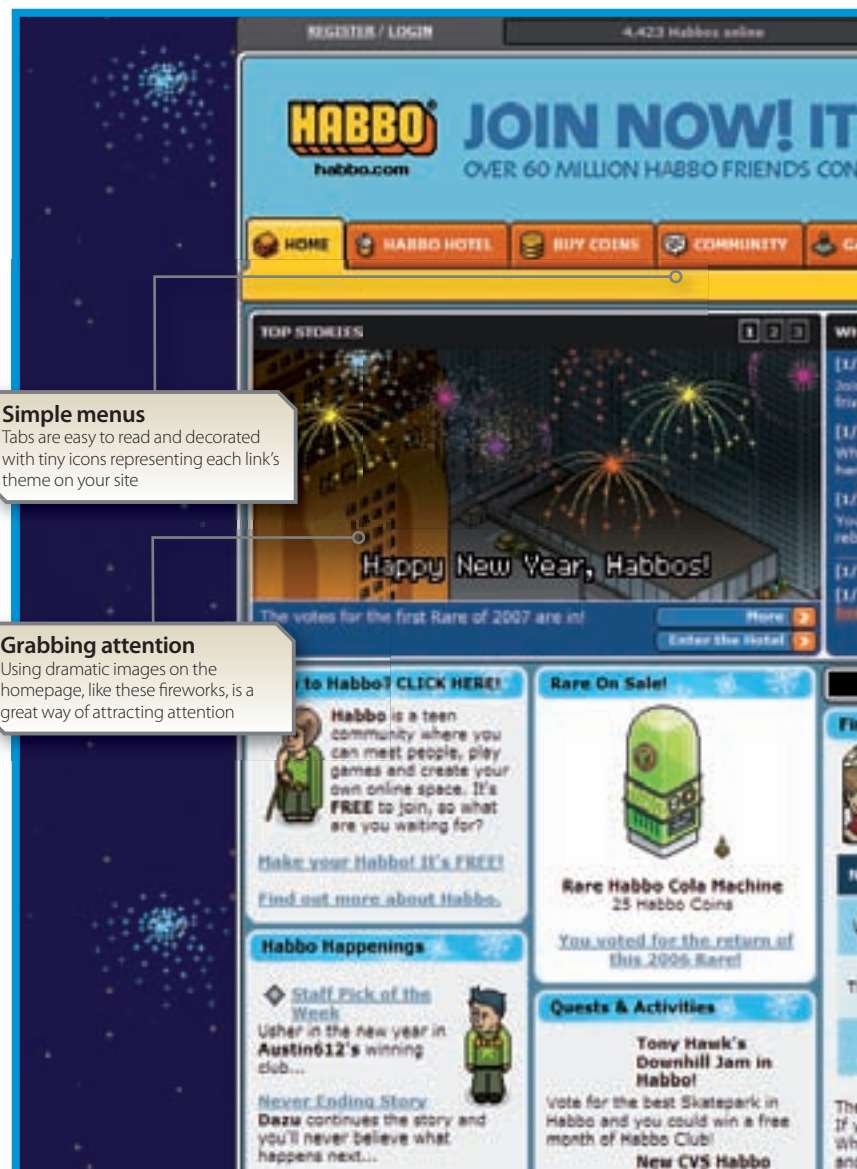 REGISTER / LOGIN
4,423 Habbos online
HABBO
habbo.com
JOIN NOW! IT
OVER 60 MILLION HABBO FRIENDS CON
HOME
HABBO HOTEL
BUY COINS
COMMUNITY
GA
TOP STORIES
1 2 3
Simple menus
Tabs are easy to read and decorated
with tiny icons representing each link's
theme on your site
Happy New Year, Habbos!
The votes for the first Rare of 2007 are in!
More
Enter the Hotel
Grabbing attention
Using dramatic images on the
homepage, like these fireworks, is a
great way of attracting attention
to Habbo? CLICK HERE!
Habbo is a teen
community where you
can meet people, play
games and create your
own online space. It's
FREE to join, so what
are you waiting for?
Make your Habbo! It's FREE!
Find out more about Habbo.
Rare On Sale!
Rare Habbo Cola Machine
25 Habbo Coins
You voted for the return of
this 2006 Rare!
Habbo Happenings
Staff Pick of the
Week
Usher in the new year in
Austin612's winning
club...
Never Ending Story
Dazu continues the story and
you'll never believe what
happens next...
Quests & Activities
Tony Hawk's
Downhill Jam in
Habbo!
Vote for the best Skatepark in
Habbo and you could win a free
month of Habbo Club!
New CVS Habbo